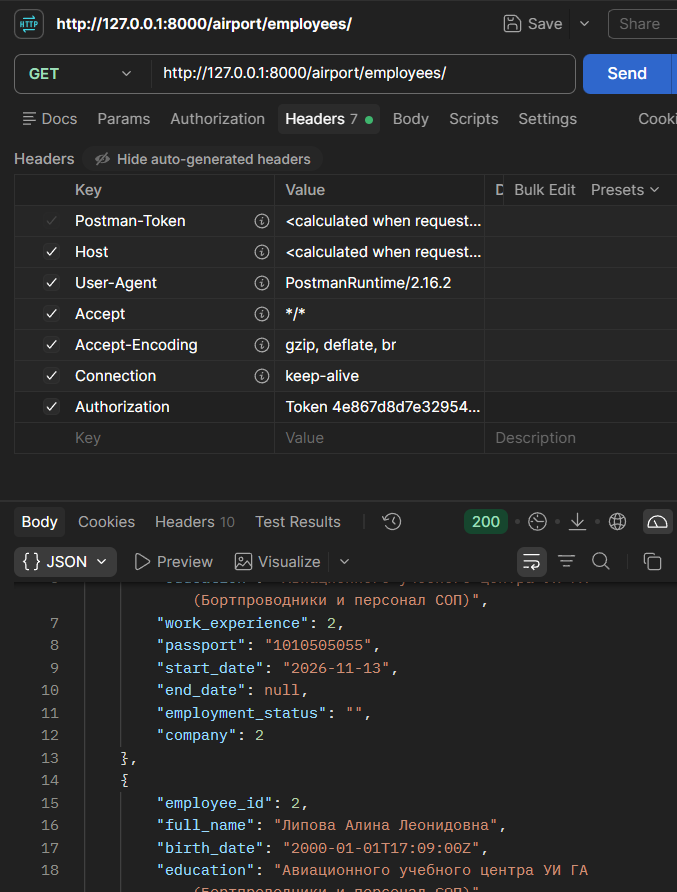 HTTP http://127.0.0.1:8000/airport/employees/ Save Share
GET http://127.0.0.1:8000/airport/employees/ Send
Docs Params Authorization Headers 7 Body Scripts Settings Cooki
Headers Hide auto-generated headers
Key Value D Bulk Edit Presets
Postman-Token <calculated when request...
Host <calculated when request...
User-Agent PostmanRuntime/2.16.2
Accept */*
Accept-Encoding gzip, deflate, br
Connection keep-alive
Authorization Token 4e867d8d7e32954...
Key Value Description
Body Cookies Headers 10 Test Results 200
{} JSON Preview Visualize
(Бортпроводники и персонал СОП)",
7 "work_experience": 2,
8 "passport": "1010505055",
9 "start_date": "2026-11-13",
10 "end_date": null,
11 "employment_status": "",
12 "company": 2
13 },
14 {
15 "employee_id": 2,
16 "full_name": "Липова Алина Леонидовна",
17 "birth_date": "2000-01-01T17:09:00Z",
18 "education": "Авиационного учебного центра УИ ГА
(Бортпроводники и персонал СОП)"